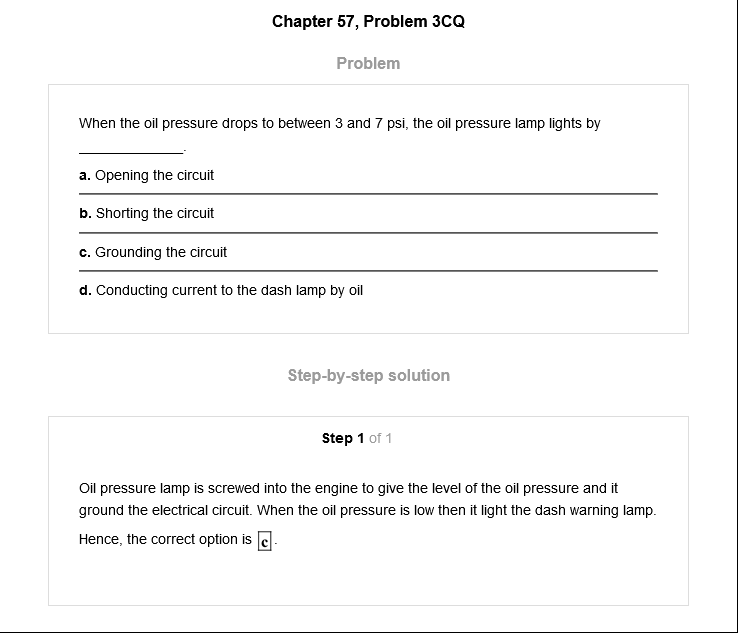 Chapter 57, Problem 3CQ
Problem
When the oil pressure drops to between 3 and 7 psi, the oil pressure lamp lights by
_____________.
a. Opening the circuit
b. Shorting the circuit
c. Grounding the circuit
d. Conducting current to the dash lamp by oil
Step-by-step solution
Step 1 of 1
Oil pressure lamp is screwed into the engine to give the level of the oil pressure and it
ground the electrical circuit. When the oil pressure is low then it light the dash warning lamp.
Hence, the correct option is c .